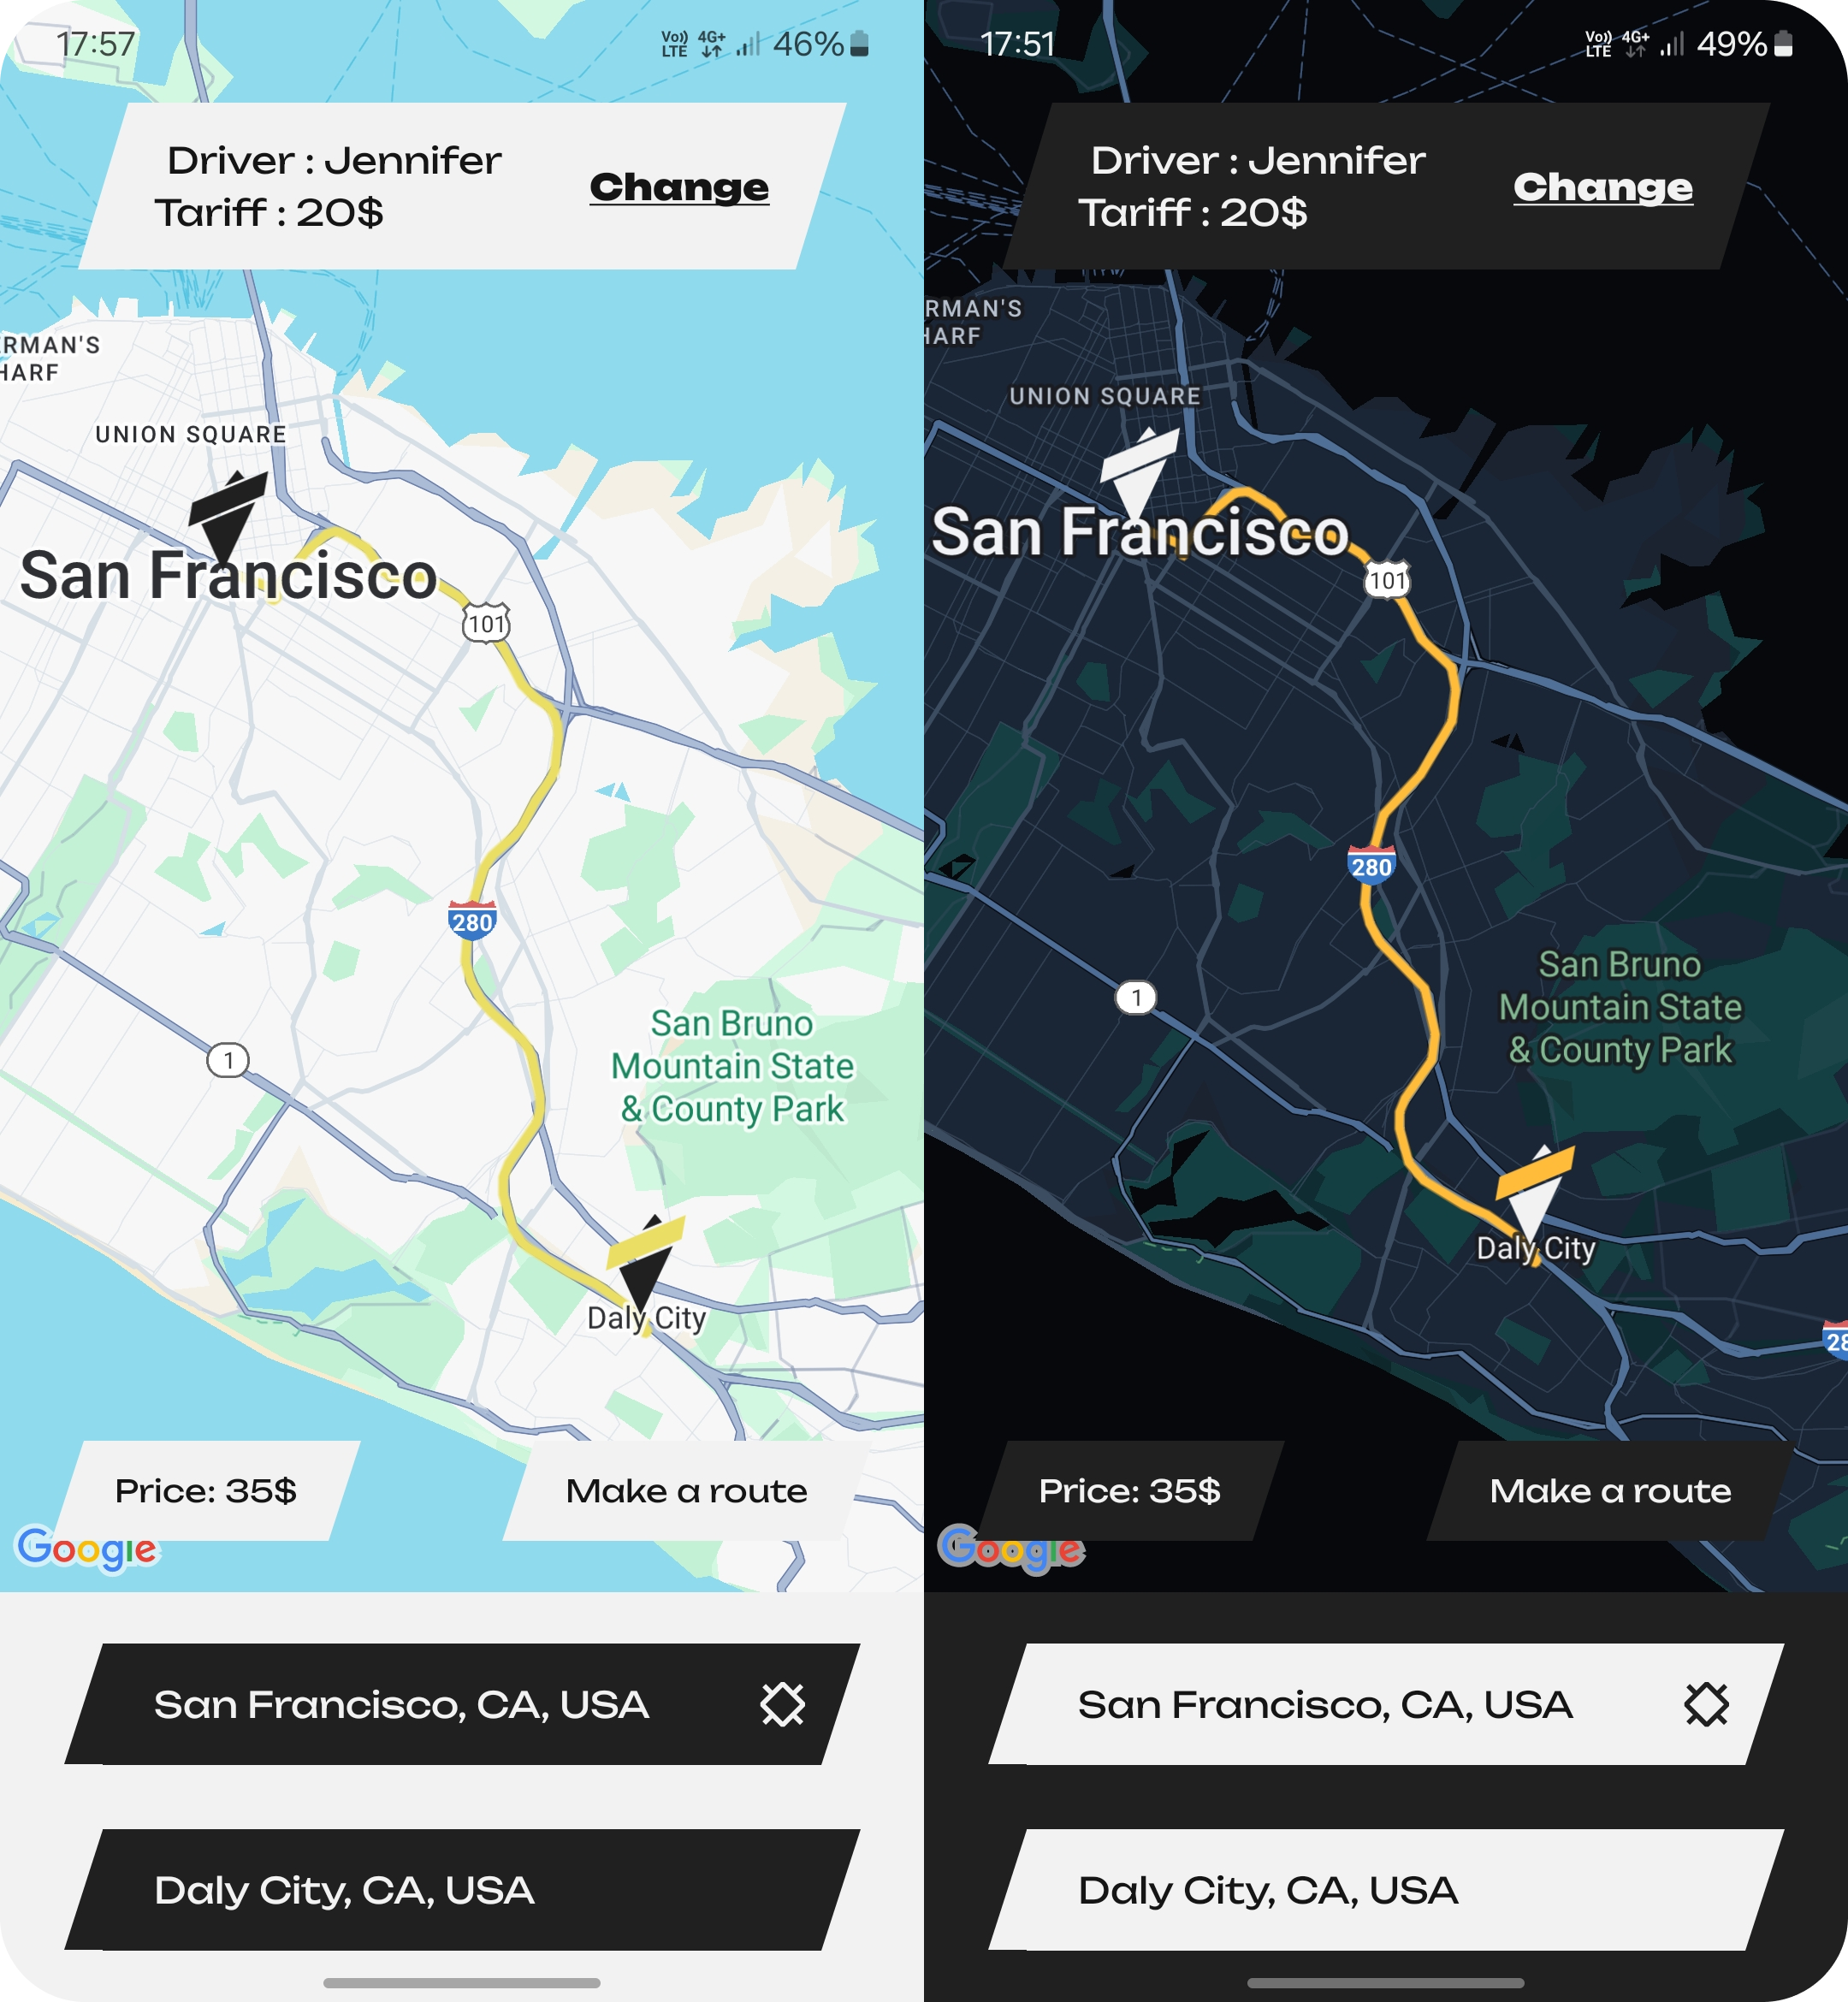 17:57
Vo)) LTE 4G+ 46%
Driver : Jennifer
Tariff : 20$
Change
RMAN'S
HARF
UNION SQUARE
San Francisco
101
280
San Bruno
Mountain State
& County Park
1
Daly City
Price: 35$
Make a route
Google
San Francisco, CA, USA
Daly City, CA, USA
17:51
Vo)) LTE 4G+ 49%
Driver : Jennifer
Tariff : 20$
Change
RMAN'S
HARF
UNION SQUARE
San Francisco
101
280
San Bruno
Mountain State
& County Park
1
Daly City
28
Price: 35$
Make a route
Google
San Francisco, CA, USA
Daly City, CA, USA